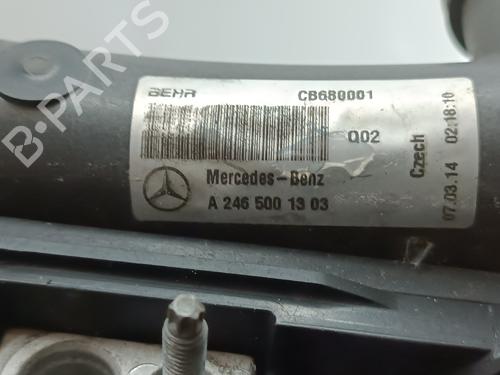 BEHR CB680001
Q02
Mercedes-Benz
A 246 500 13 03
Czech
07.03.14 02:18:10
B-PARTS